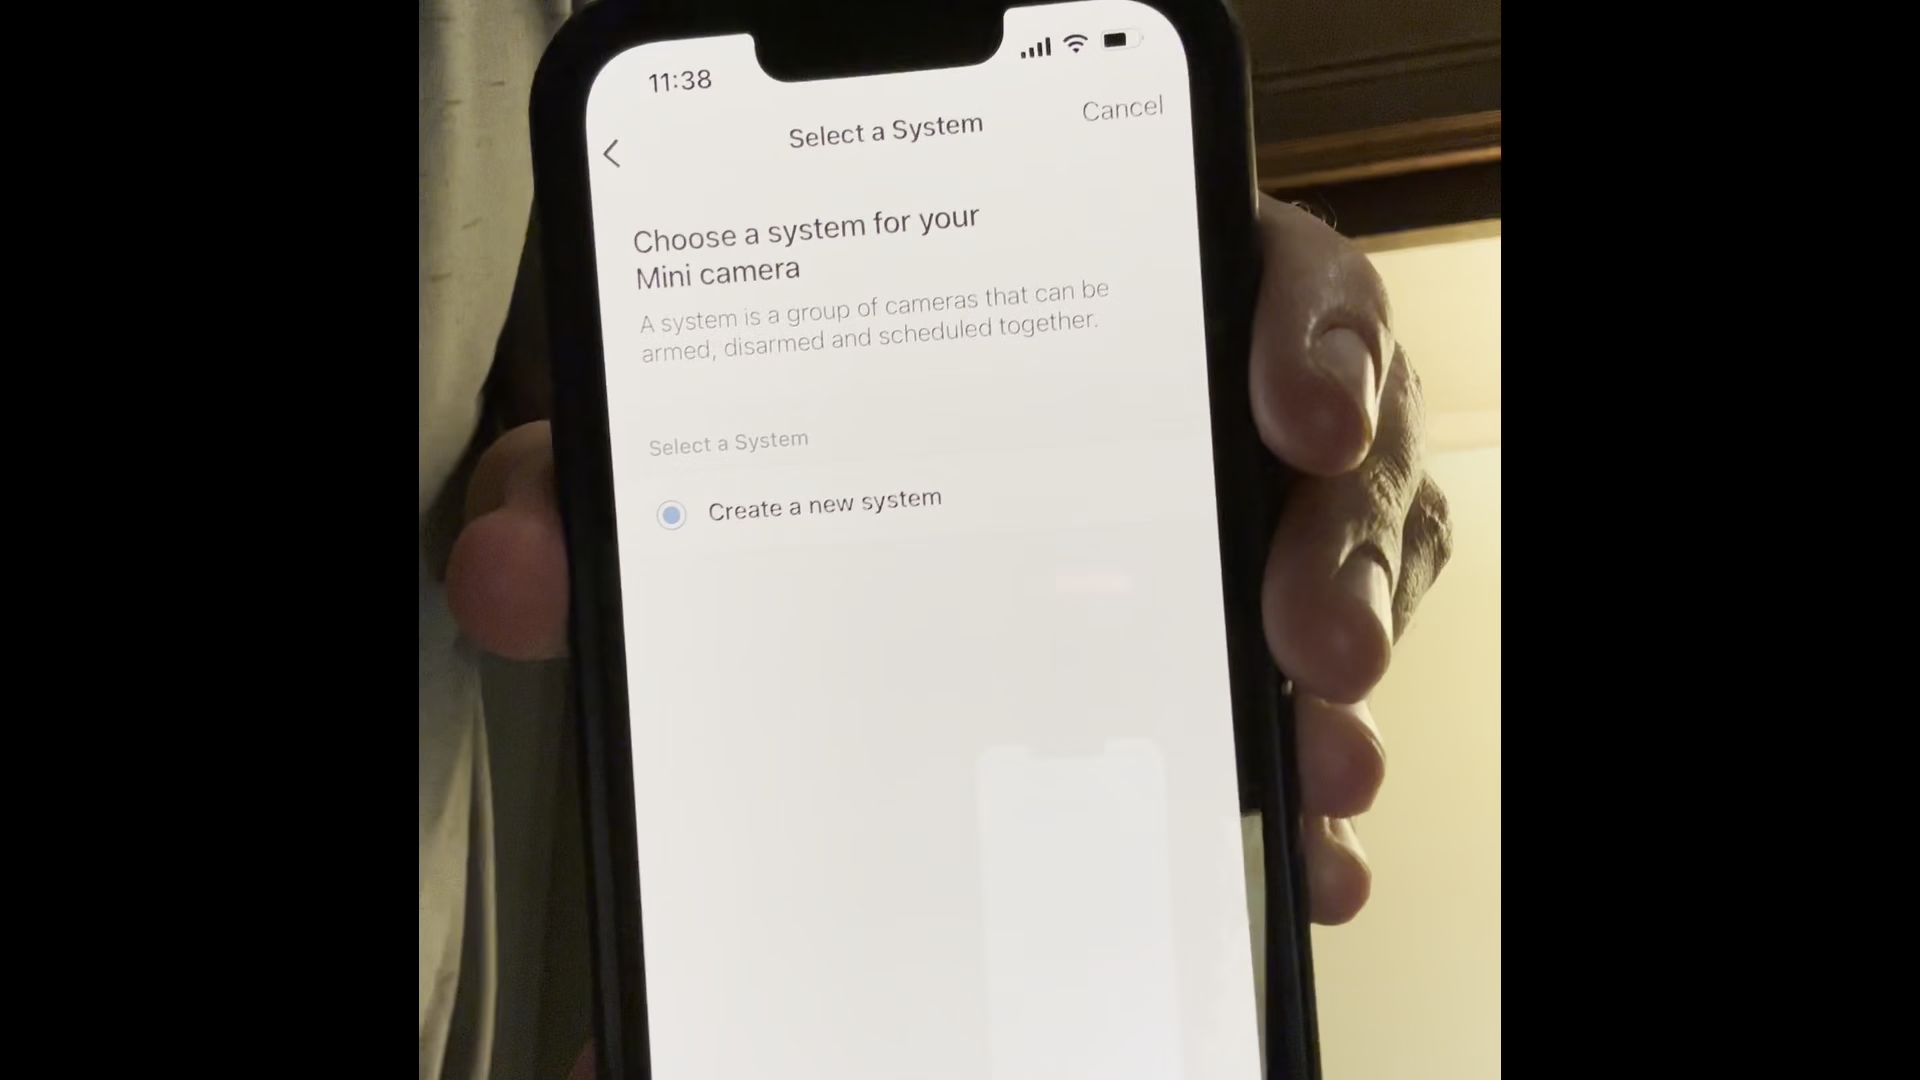 11:38
Select a System
Cancel
Choose a system for your
Mini camera
A system is a group of cameras that can be
armed, disarmed and scheduled together.
Select a System
Create a new system